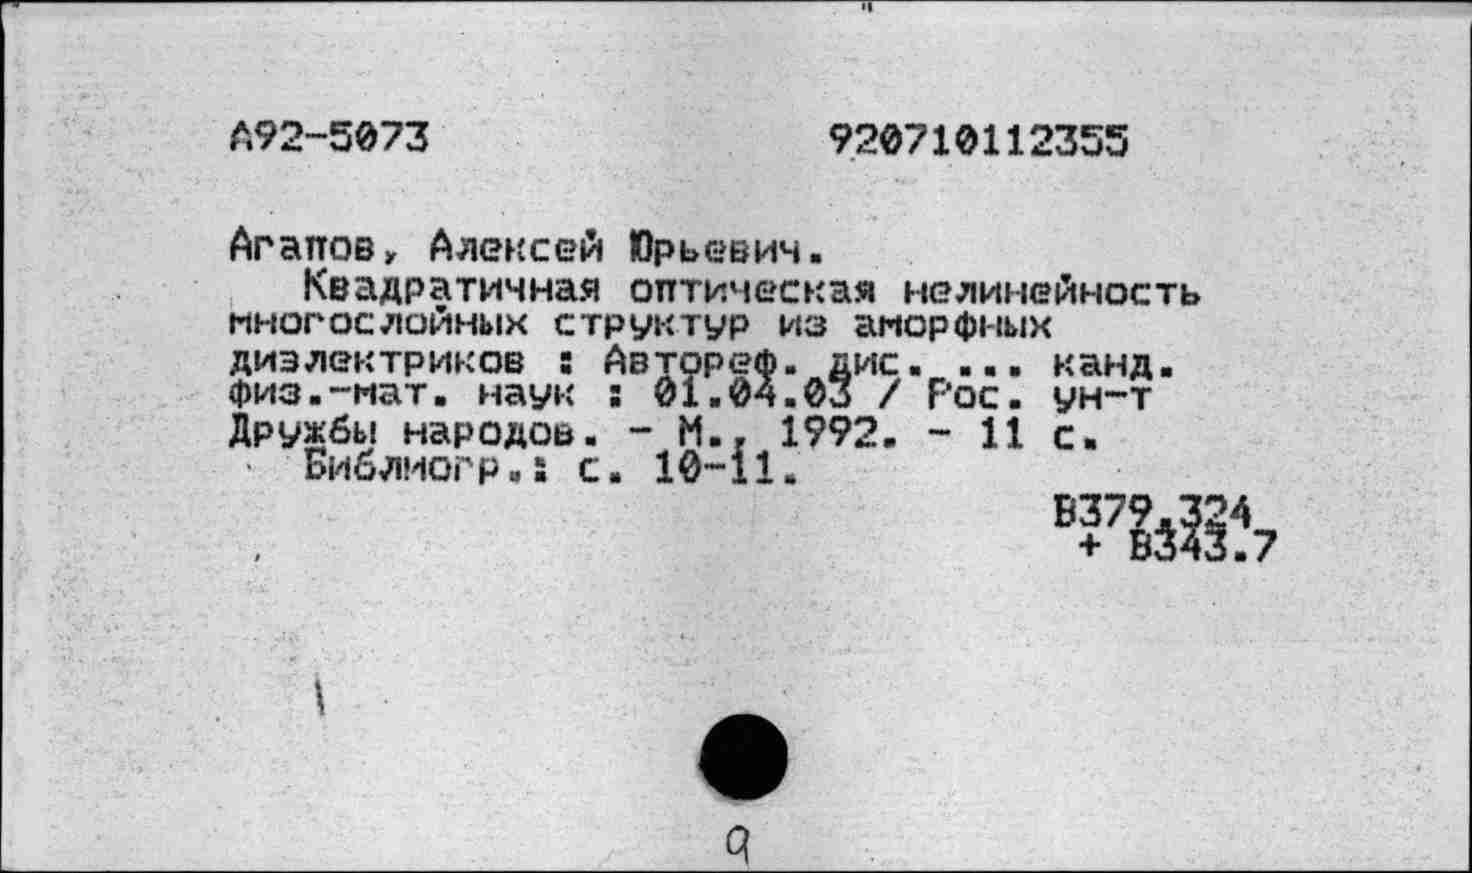 А92-5073 920710112355
Агапов, Алексей Юрьевич.
Квадратичная оптическая нелинейность
многослойных структур из аморфных
диэлектриков : Автореф. дис. ... канд.
физ.-мат. наук : 01.04.03 / Рос. ун-т
Дружбы народов. - М., 1992. - 11 с.
Библиогр.: с. 10-11.
В379.324
+ В343.7
9